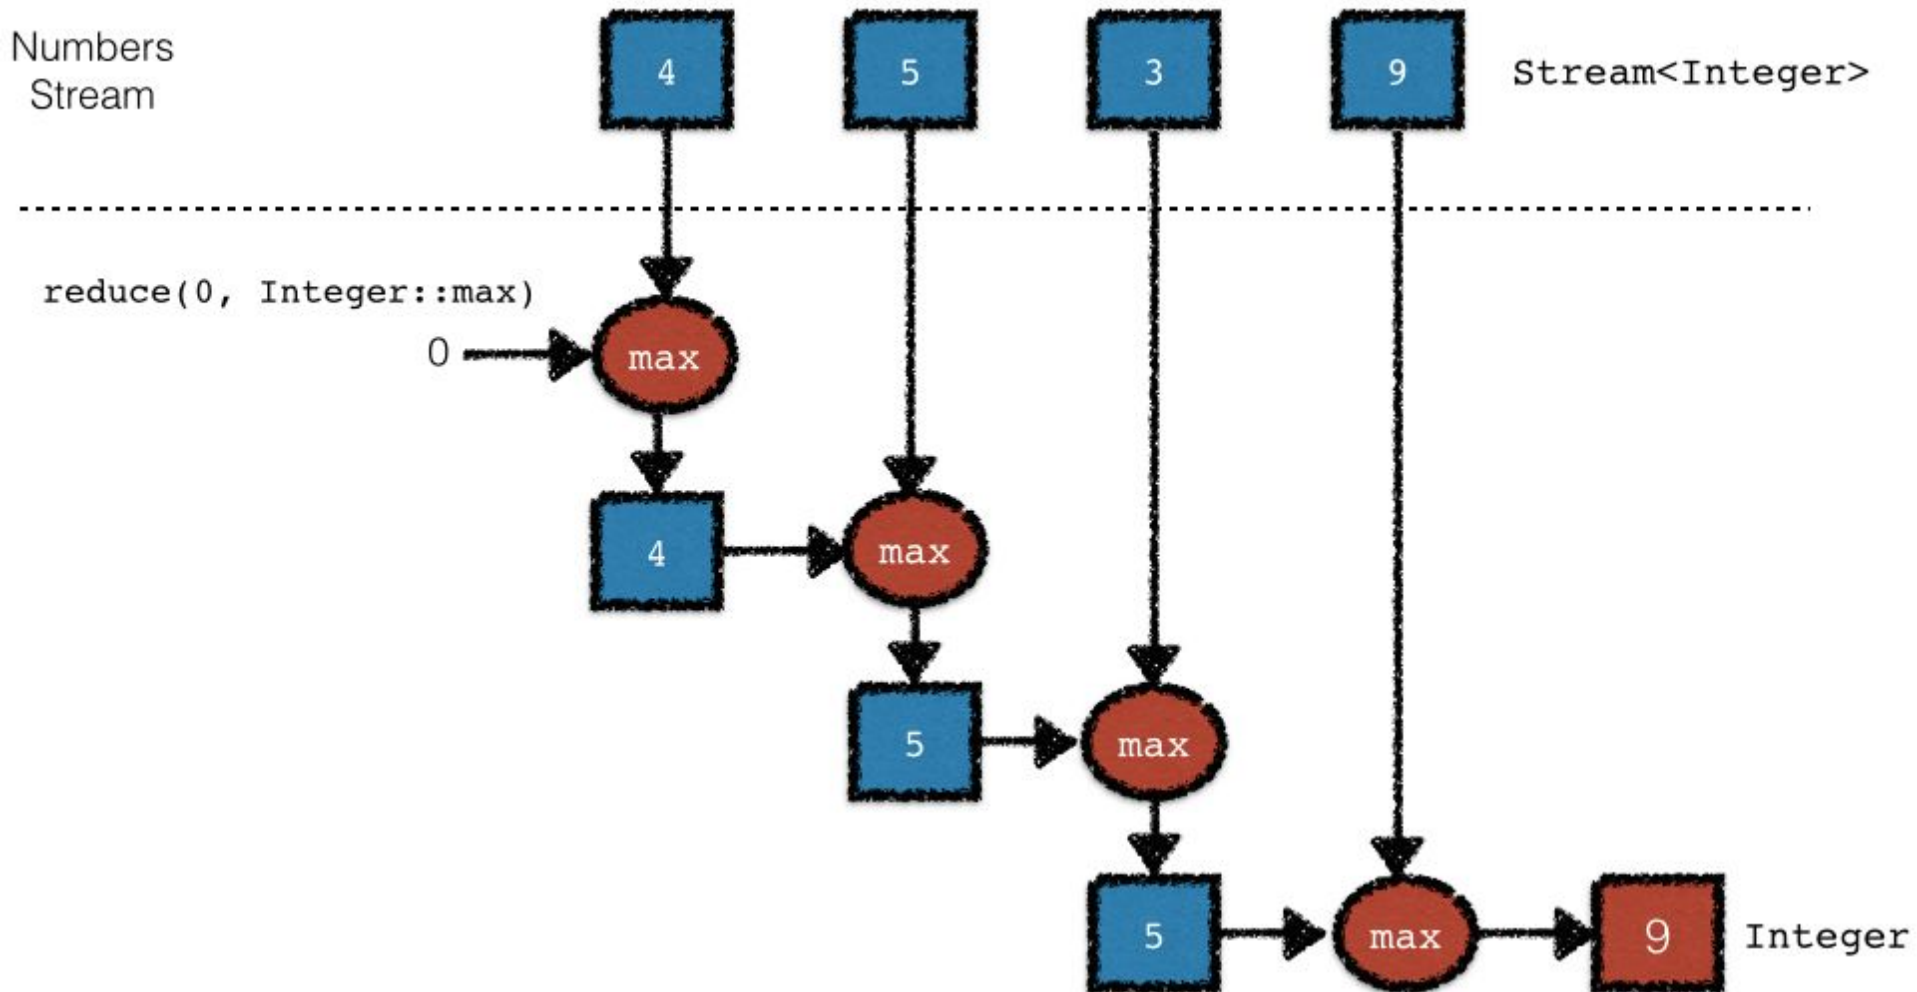 Numbers
Stream
4 5 3 9 Stream<Integer>
reduce(0, Integer::max)
0 max
4 max
5 max
5 max 9 Integer